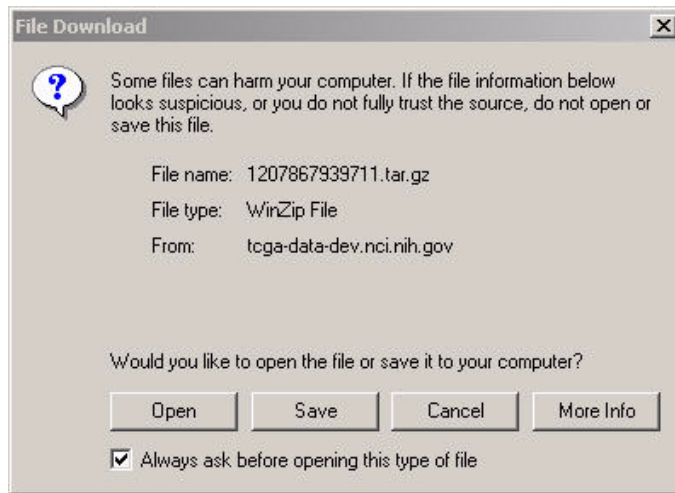 File Download
Some files can harm your computer. If the file information below
looks suspicious, or you do not fully trust the source, do not open or
save this file.
File name: 1207867939711.tar.gz
File type: WinZip File
From: tcga-data-dev.nci.nih.gov
Would you like to open the file or save it to your computer?
Open Save Cancel More Info
Always ask before opening this type of file